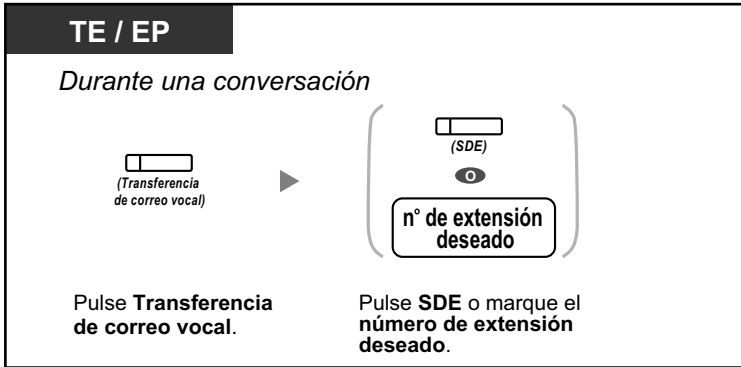 TE / EP
Durante una conversación
(Transferencia
de correo vocal)
(SDE)
O
n° de extensión
deseado
Pulse Transferencia
de correo vocal.
Pulse SDE o marque el
número de extensión
deseado.